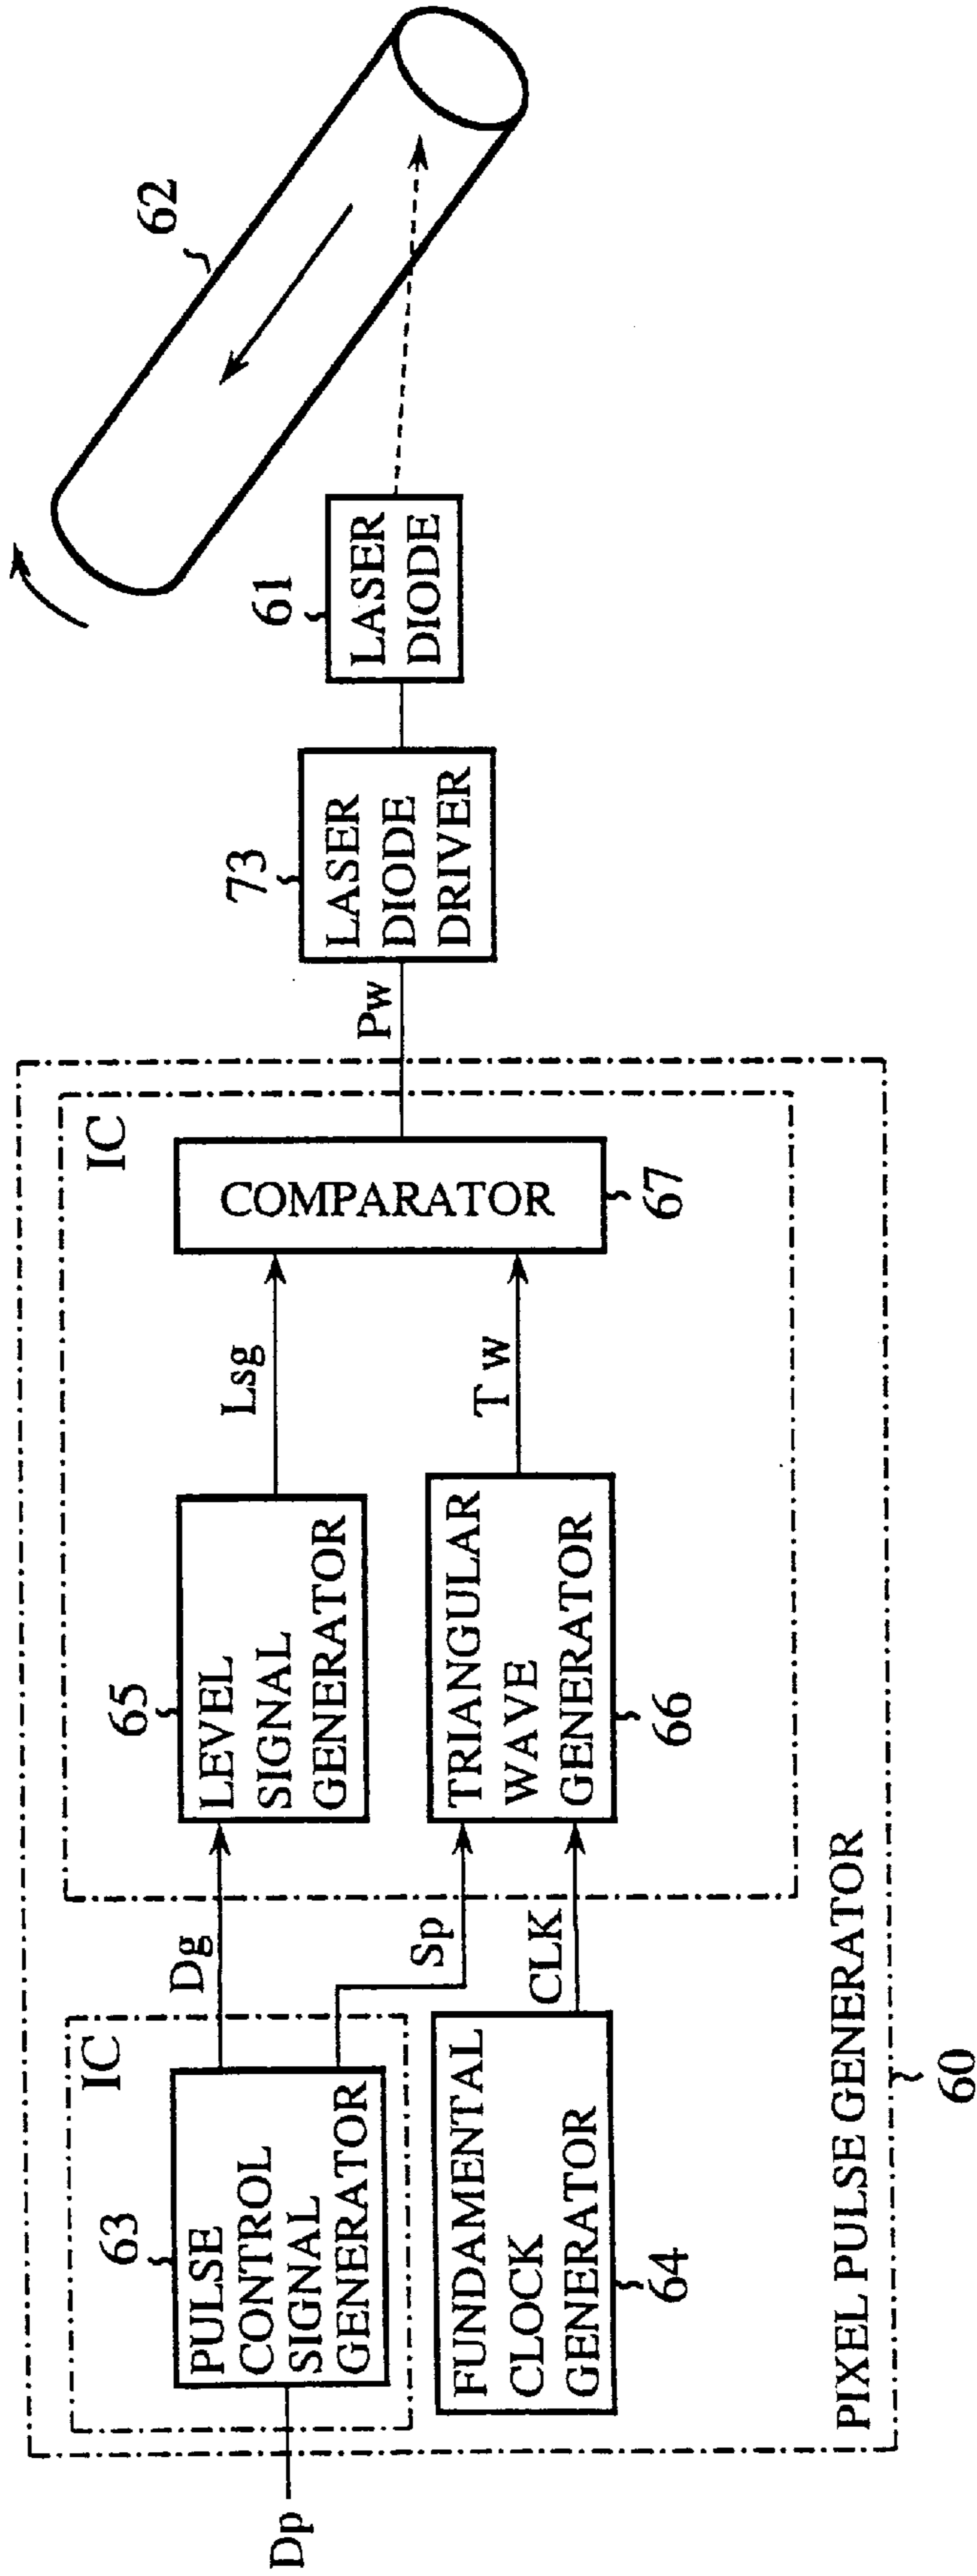 Dp
63
PULSE
CONTROL
SIGNAL
GENERATOR
IC
Dg
Sp
FUNDAMENTAL
CLOCK
GENERATOR
64
CLK
65
LEVEL
SIGNAL
GENERATOR
Lsg
TRIANGULAR
WAVE
GENERATOR
66
Tw
IC
COMPARATOR
67
PIXEL PULSE GENERATOR
60
Pw
73
LASER
DIODE
DRIVER
61
LASER
DIODE
62